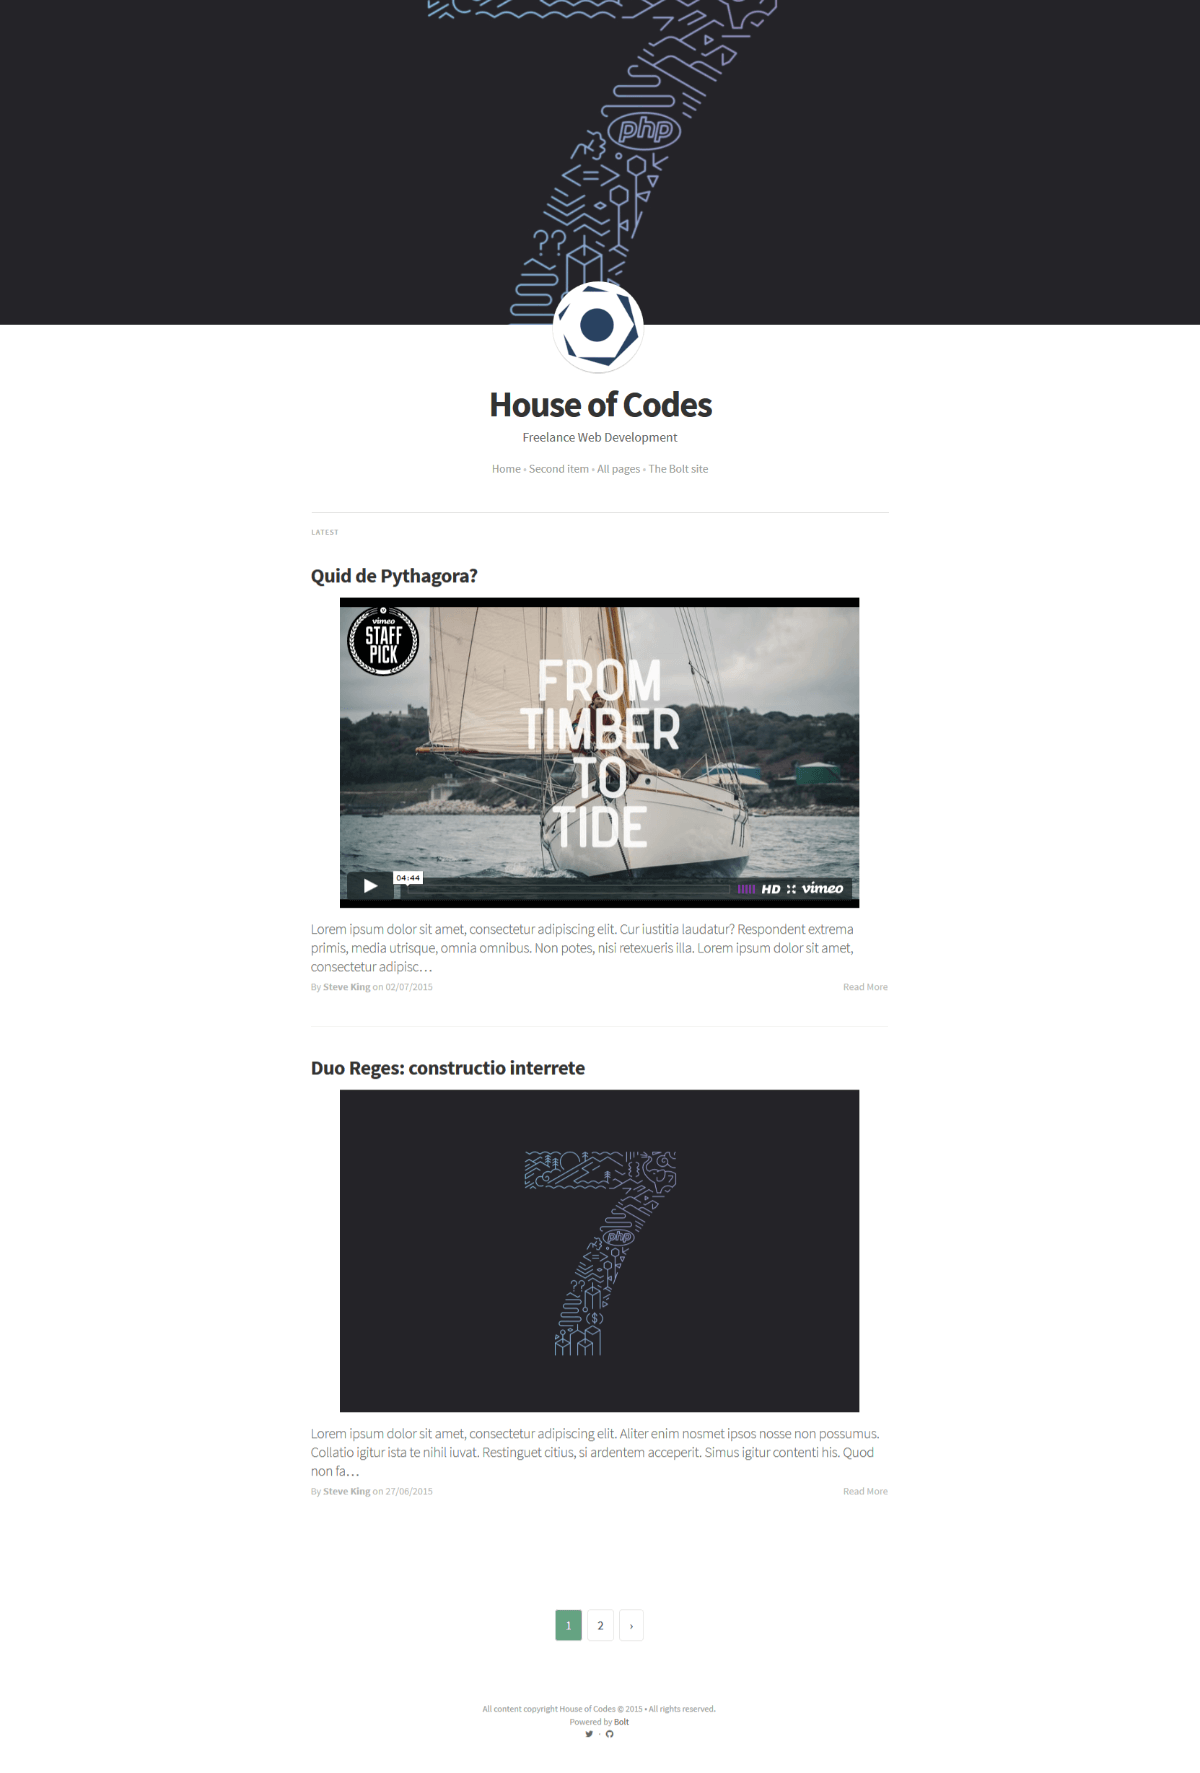 php
<=>
??
House of Codes
Freelance Web Development
Home • Second item • All pages • The Bolt site
LATEST
Quid de Pythagora?
vimeo
STAFF
PICK
FROM
TIMBER
TO
TIDE
04:44
HD vimeo
Lorem ipsum dolor sit amet, consectetur adipiscing elit. Cur iustitia laudatur? Respondent extrema
primis, media utrisque, omnia omnibus. Non potes, nisi retexueris illa. Lorem ipsum dolor sit amet,
consectetur adipisc…
By Steve King on 02/07/2015 Read More
Duo Reges: constructio interrete
php
<=>
??
($)
Lorem ipsum dolor sit amet, consectetur adipiscing elit. Aliter enim nosmet ipsos nosse non possumus.
Collatio igitur ista te nihil iuvat. Restinguet citius, si ardentem acceperit. Simus igitur contenti his. Quod
non fa…
By Steve King on 27/06/2015 Read More
1 2 ›
All content copyright House of Codes © 2015 • All rights reserved.
Powered by Bolt